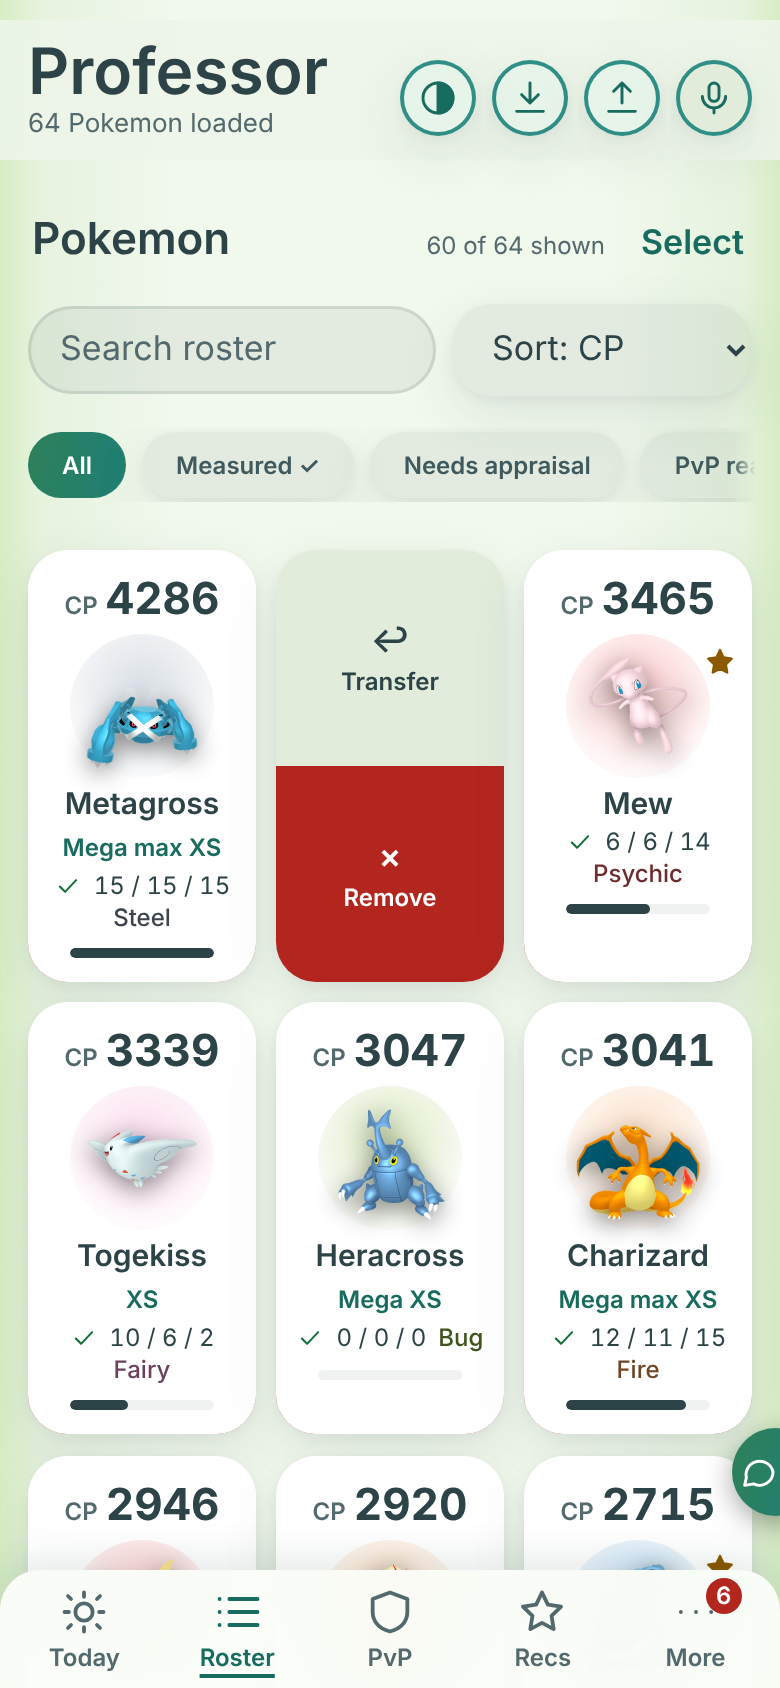 Professor
64 Pokemon loaded
Pokemon
60 of 64 shown
Select
Search roster
Sort: CP
All
Measured ✓
Needs appraisal
PvP rea
CP 4286
Metagross
Mega max XS
✓ 15 / 15 / 15
Steel
Transfer
Remove
CP 3465
Mew
✓ 6 / 6 / 14
Psychic
CP 3339
Togekiss
XS
✓ 10 / 6 / 2
Fairy
CP 3047
Heracross
Mega XS
✓ 0 / 0 / 0 Bug
CP 3041
Charizard
Mega max XS
✓ 12 / 11 / 15
Fire
CP 2946
CP 2920
CP 2715
6
Today
Roster
PvP
Recs
More